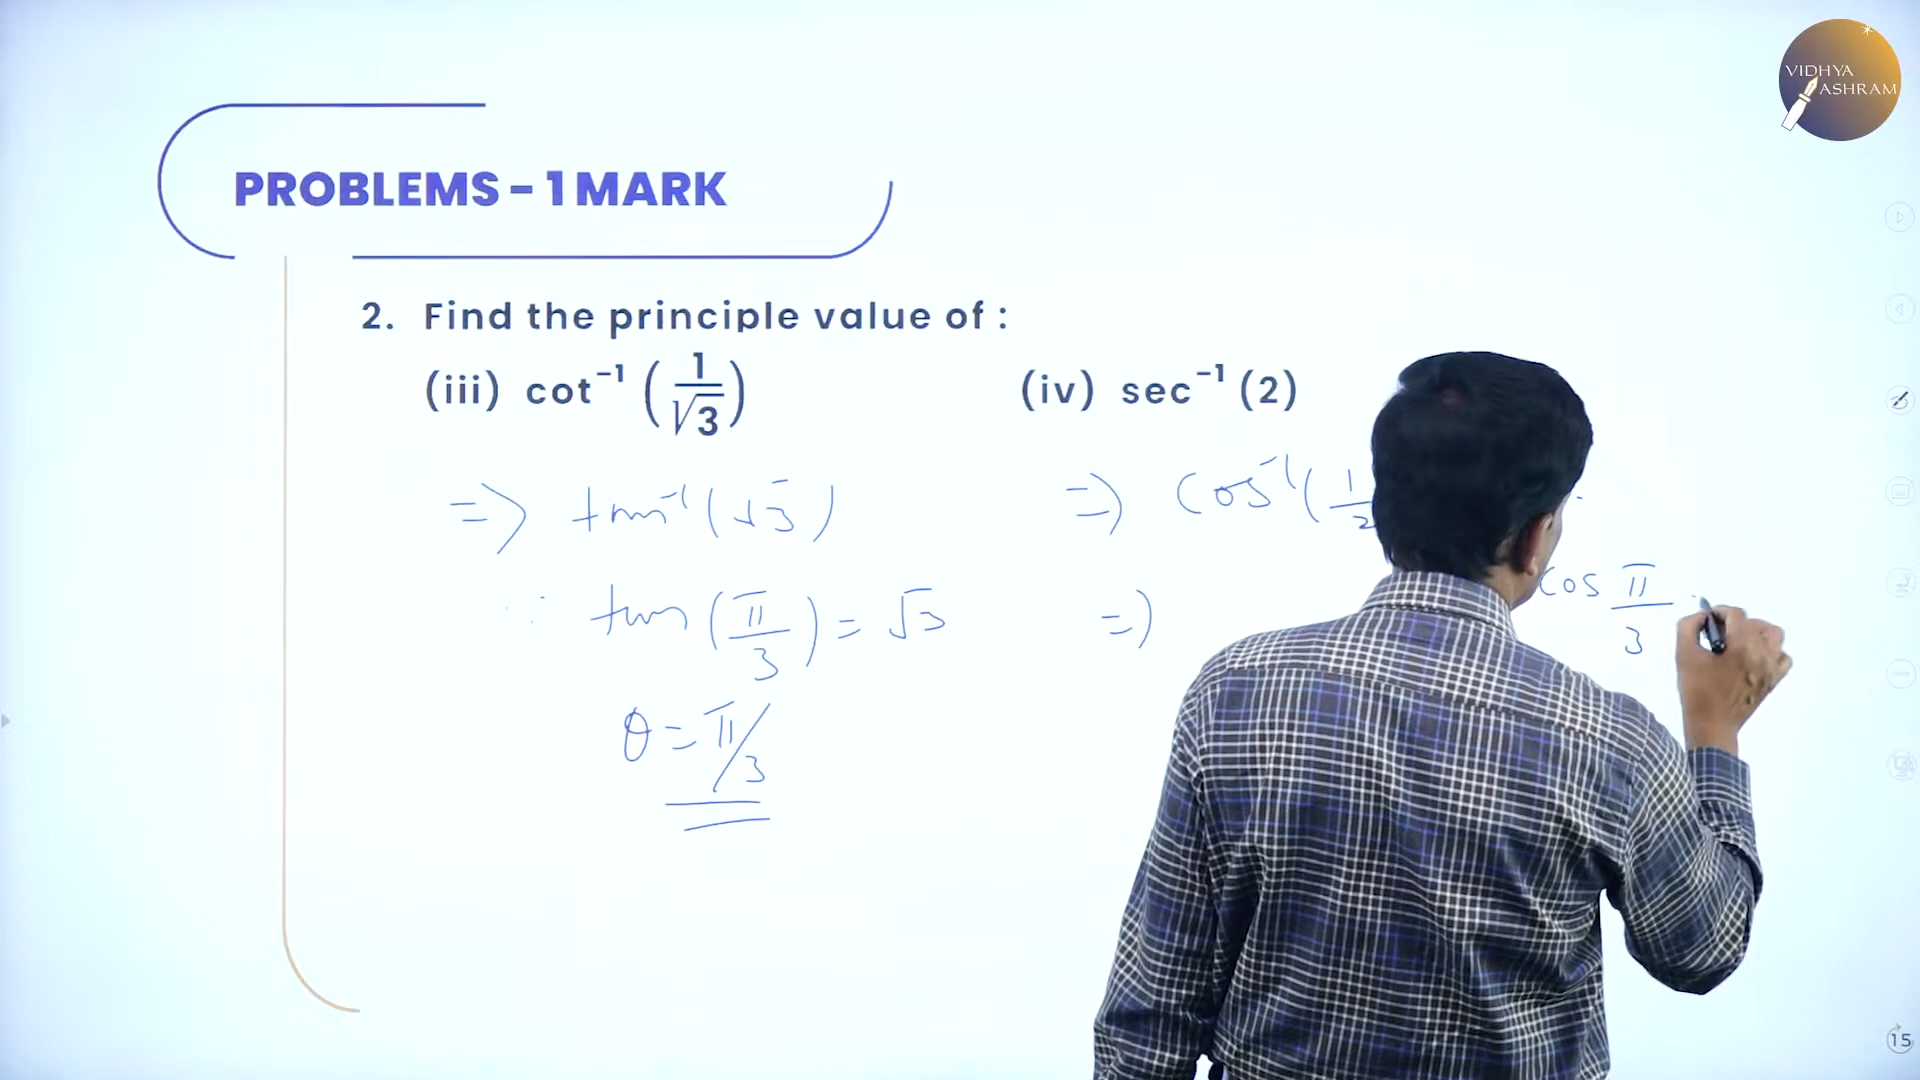 VIDHYA
ASHRAM
PROBLEMS - 1 MARK
2. Find the principle value of :
(iii) cot⁻¹ (1/√3)
(iv) sec⁻¹ (2)
=> tan⁻¹ (√3)
=> cos⁻¹ (1/2
∵ tan (π/3) = √3
=>
cos π/3
θ = π/3
15